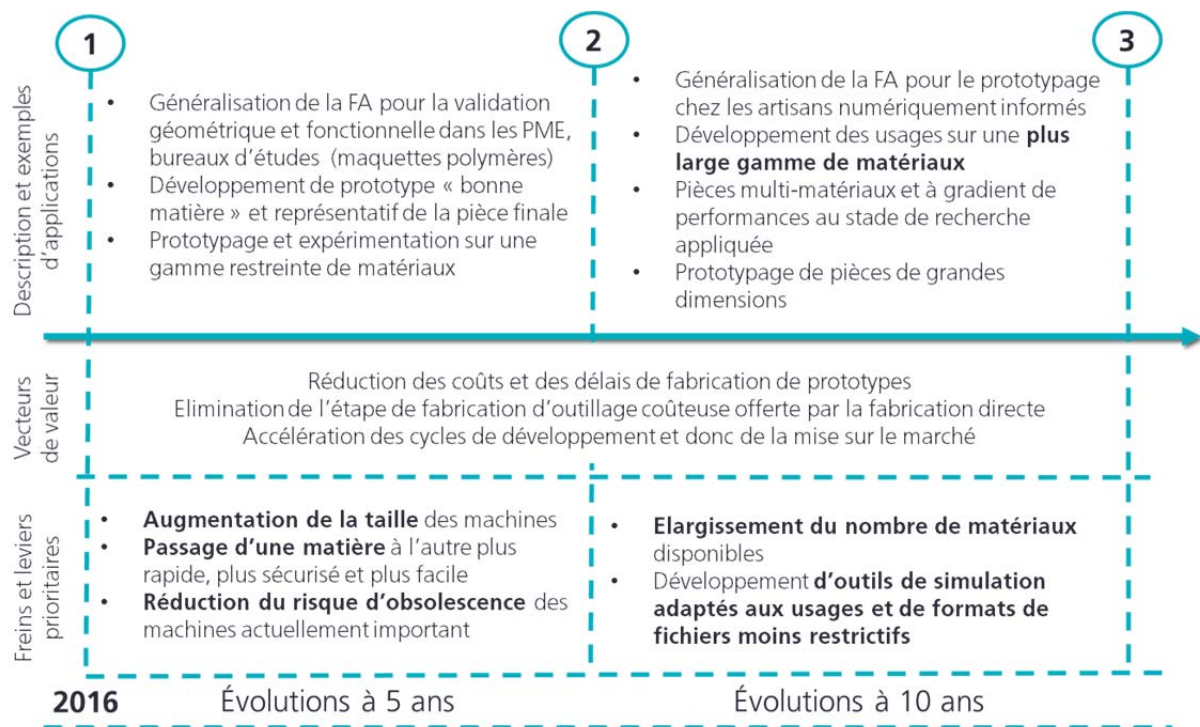 1
2
3
Description et exemples
d'applications
• Généralisation de la FA pour la validation
géométrique et fonctionnelle dans les PME,
bureaux d'études (maquettes polymères)
• Développement de prototype « bonne
matière » et représentatif de la pièce finale
• Prototypage et expérimentation sur une
gamme restreinte de matériaux
• Généralisation de la FA pour le prototypage
chez les artisans numériquement informés
• Développement des usages sur une plus
large gamme de matériaux
• Pièces multi-matériaux et à gradient de
performances au stade de recherche
appliquée
• Prototypage de pièces de grandes
dimensions
Vecteurs
de valeur
Réduction des coûts et des délais de fabrication de prototypes
Elimination de l'étape de fabrication d'outillage coûteuse offerte par la fabrication directe
Accélération des cycles de développement et donc de la mise sur le marché
Freins et leviers
prioritaires
• Augmentation de la taille des machines
• Passage d'une matière à l'autre plus
rapide, plus sécurisé et plus facile
• Réduction du risque d'obsolescence des
machines actuellement important
• Elargissement du nombre de matériaux
disponibles
• Développement d'outils de simulation
adaptés aux usages et de formats de
fichiers moins restrictifs
2016
Évolutions à 5 ans
Évolutions à 10 ans